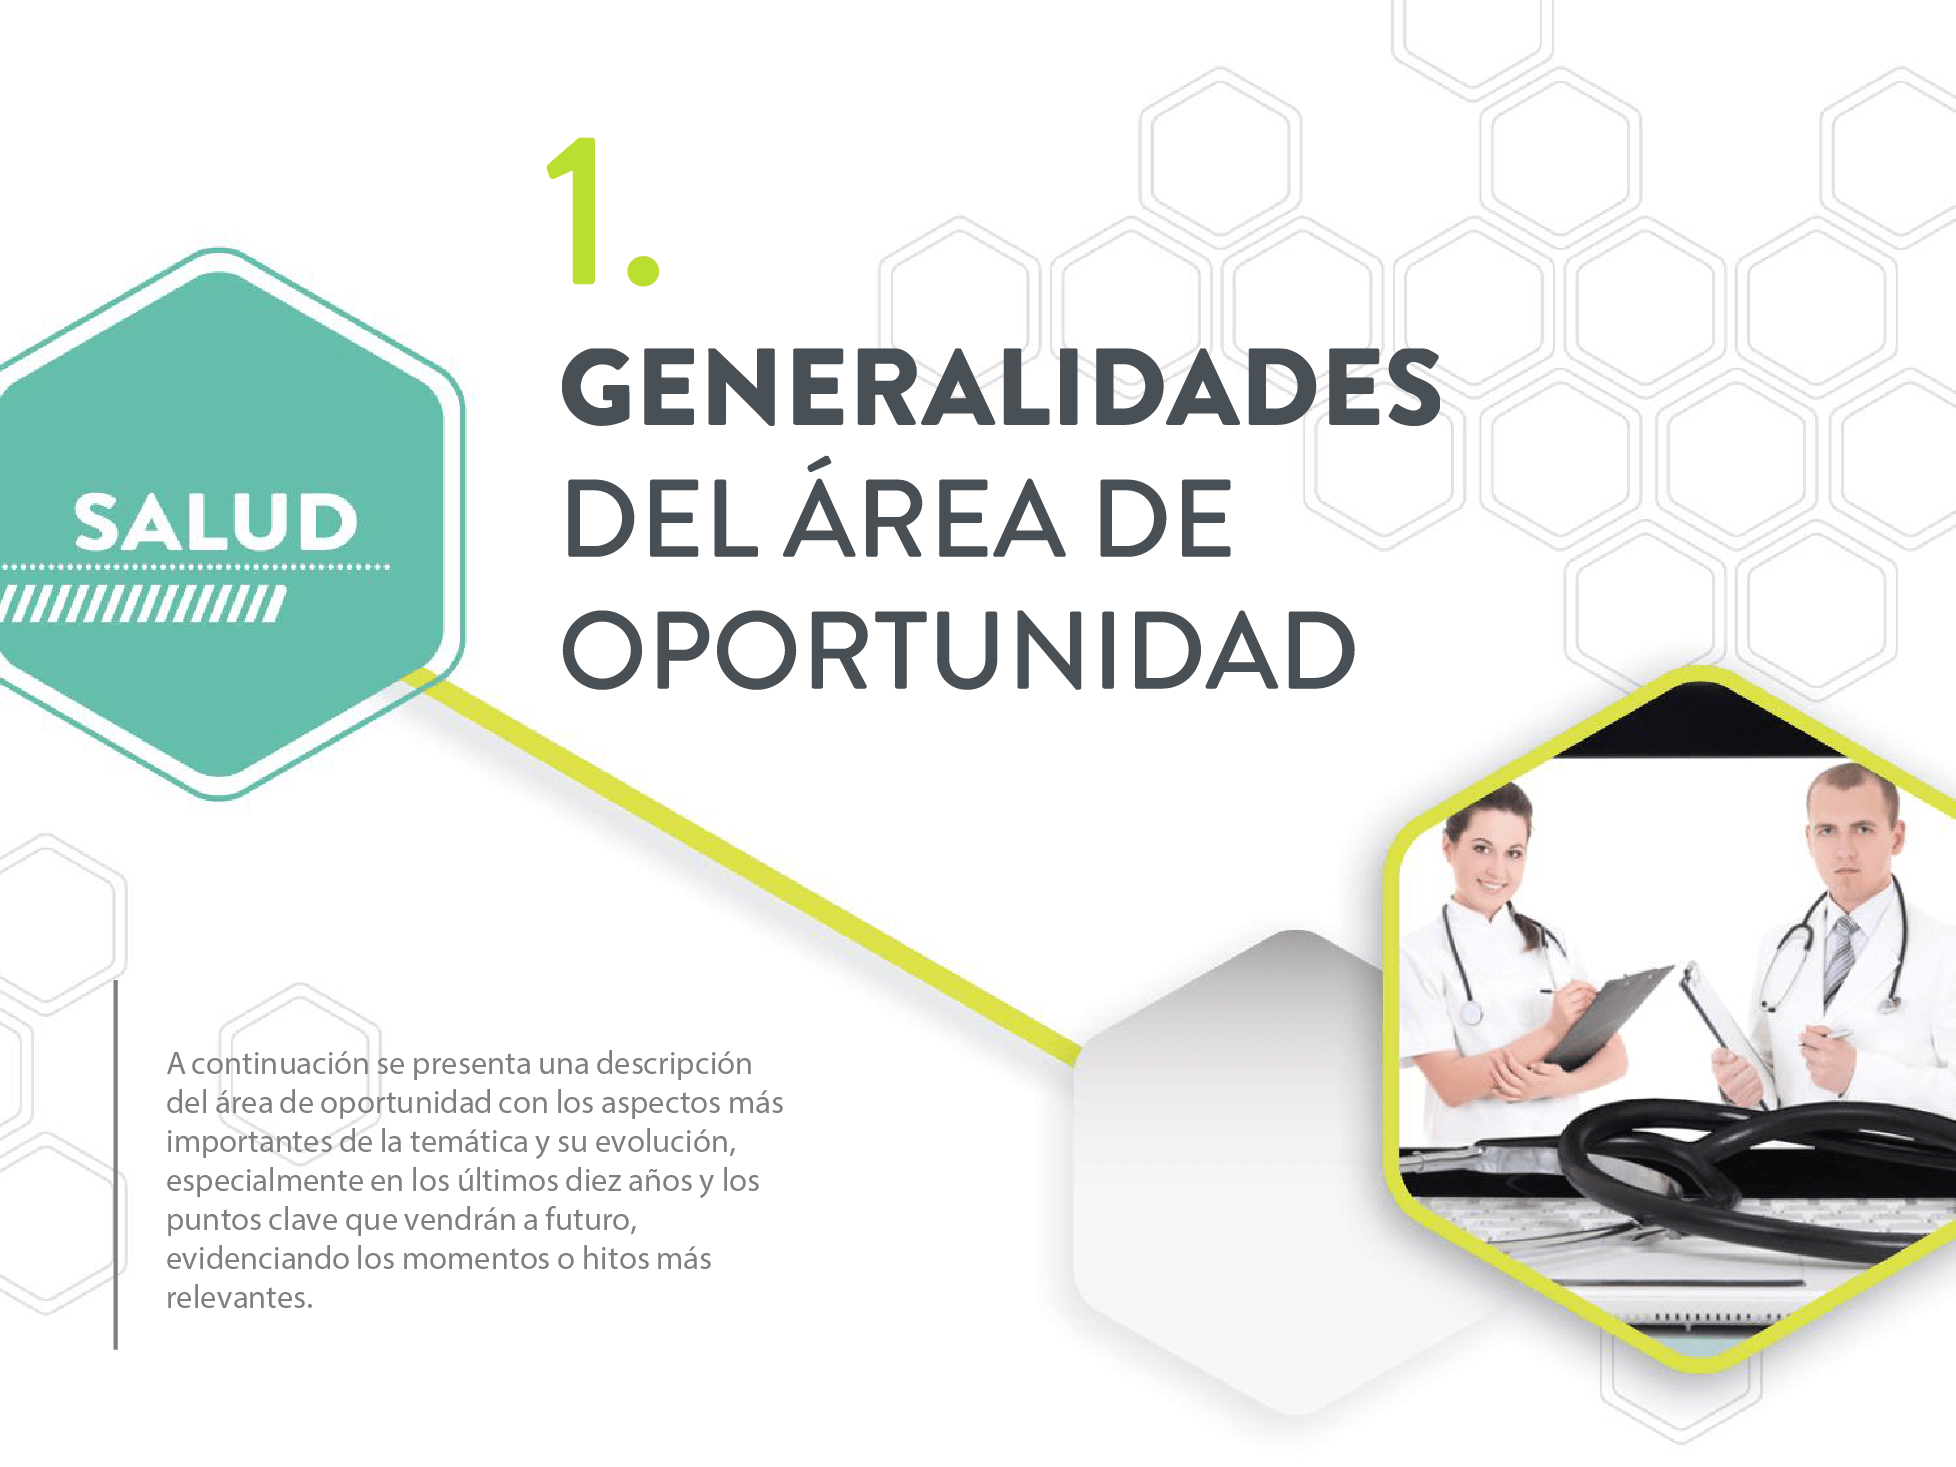 1.
GENERALIDADES
DEL ÁREA DE
OPORTUNIDAD
SALUD
A continuación se presenta una descripción
del área de oportunidad con los aspectos más
importantes de la temática y su evolución,
especialmente en los últimos diez años y los
puntos clave que vendrán a futuro,
evidenciando los momentos o hitos más
relevantes.